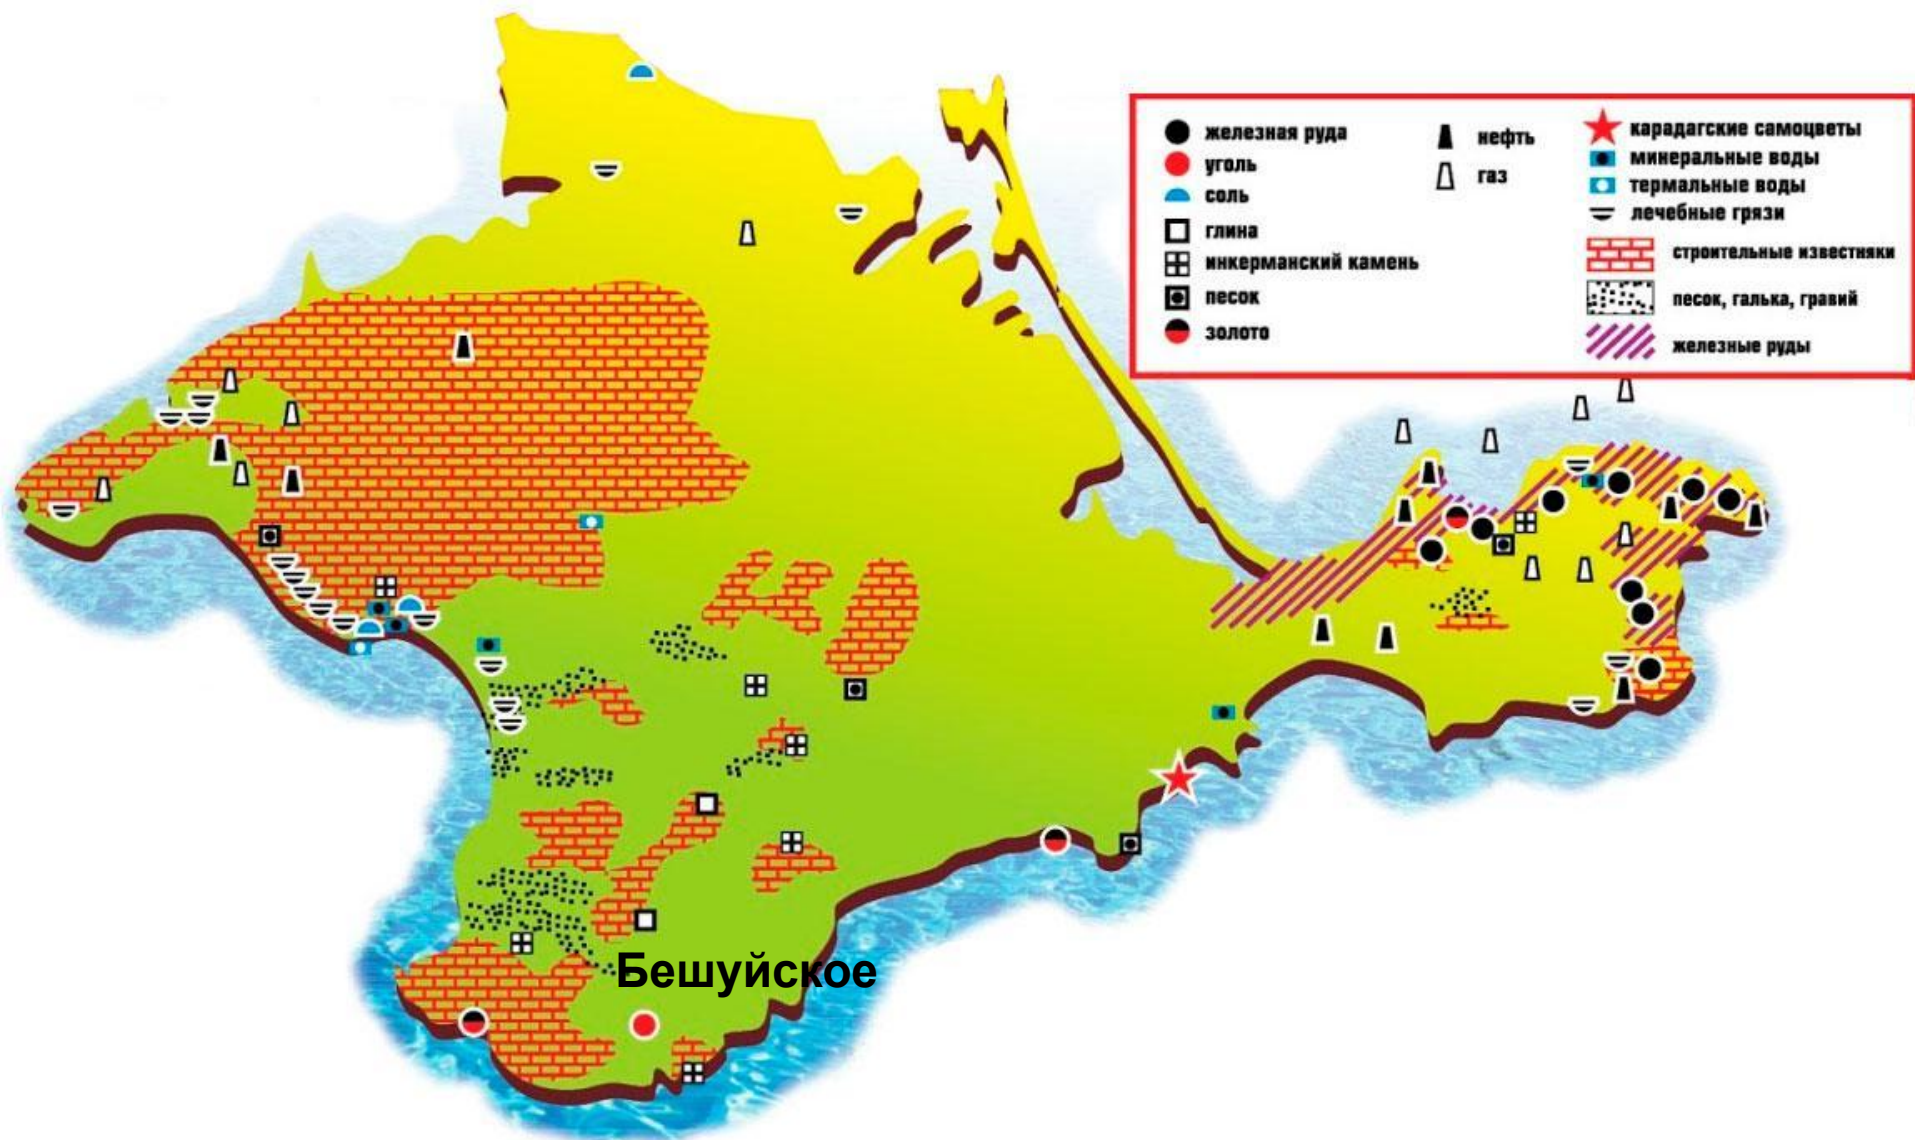 железная руда
уголь
соль
глина
инкерманский камень
песок
золото
нефть
газ
карадагские самоцветы
минеральные воды
термальные воды
лечебные грязи
строительные известняки
песок, галька, гравий
железные руды
Бешуйское